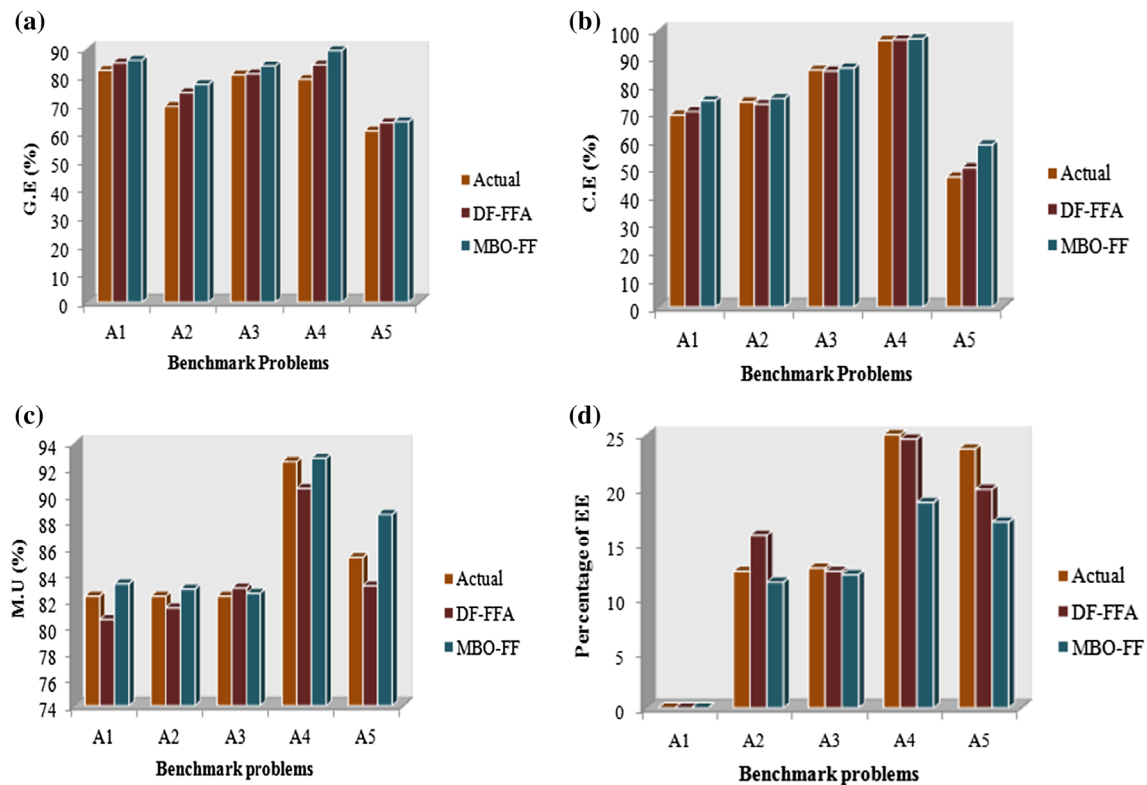 (a)
90
80
70
60
50
40
30
20
10
0
G.E (%)
A1 A2 A3 A4 A5
Benchmark Problems
Actual
DF-FFA
MBO-FF
(b)
100
90
80
70
60
50
40
30
20
10
0
C.E (%)
A1 A2 A3 A4 A5
Benchmark Problems
Actual
DF-FFA
MBO-FF
(c)
94
92
90
88
86
84
82
80
78
76
74
M.U (%)
A1 A2 A3 A4 A5
Benchmark problems
Actual
DF-FFA
MBO-FF
(d)
25
20
15
10
5
0
Percentage of EE
A1 A2 A3 A4 A5
Benchmark problems
Actual
DF-FFA
MBO-FF